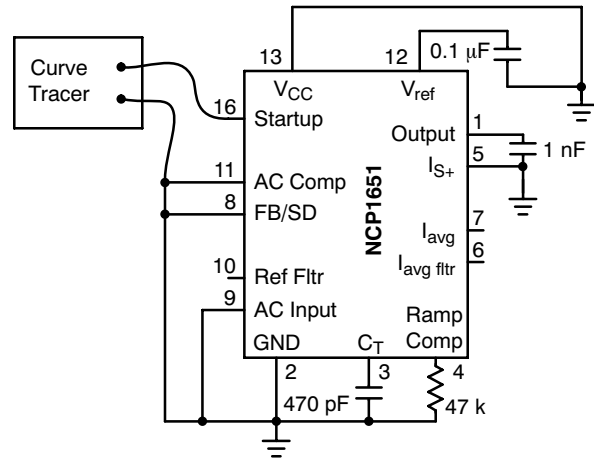 13
12
0.1 μF
Curve
Tracer
VCC
Vref
16
Startup
Output
1
1 nF
IS+
5
11
AC Comp
8
FB/SD
NCP1651
Iavg
7
Iavg fltr
6
10
Ref Fltr
9
AC Input
Ramp
Comp
GND
CT
2
3
4
470 pF
47 k